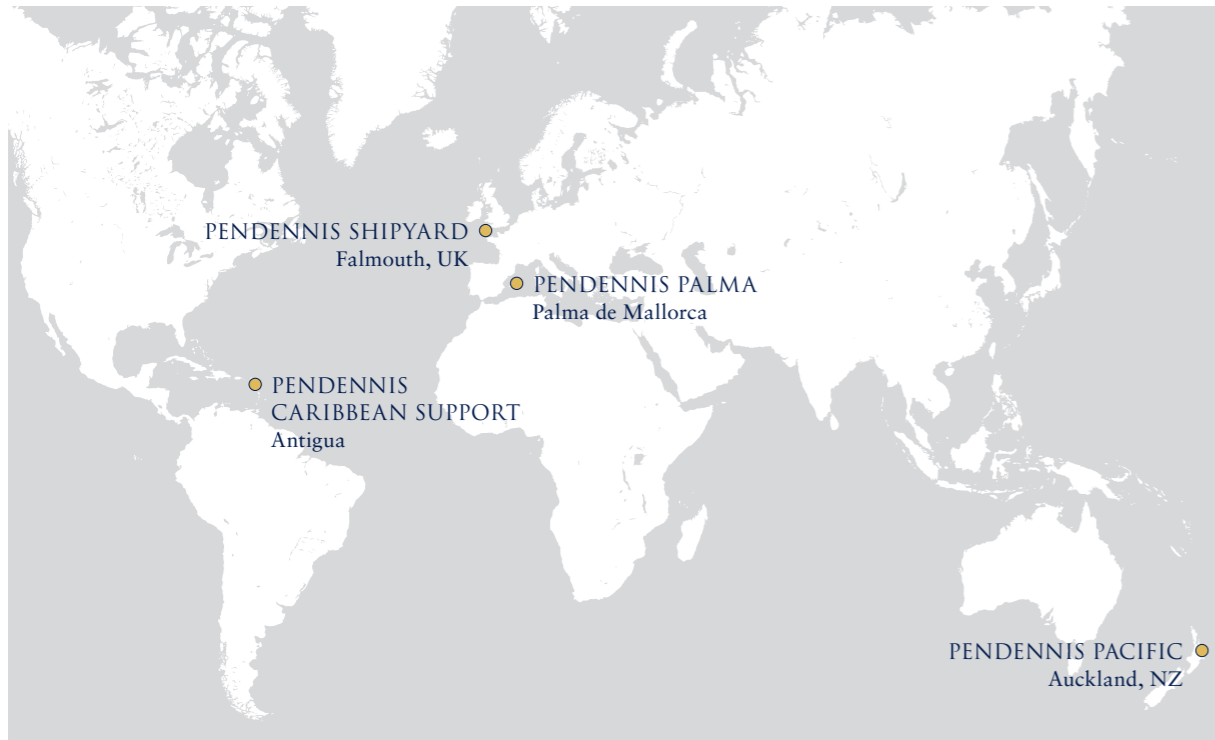 PENDENNIS SHIPYARD
Falmouth, UK
PENDENNIS PALMA
Palma de Mallorca
PENDENNIS
CARIBBEAN SUPPORT
Antigua
PENDENNIS PACIFIC
Auckland, NZ